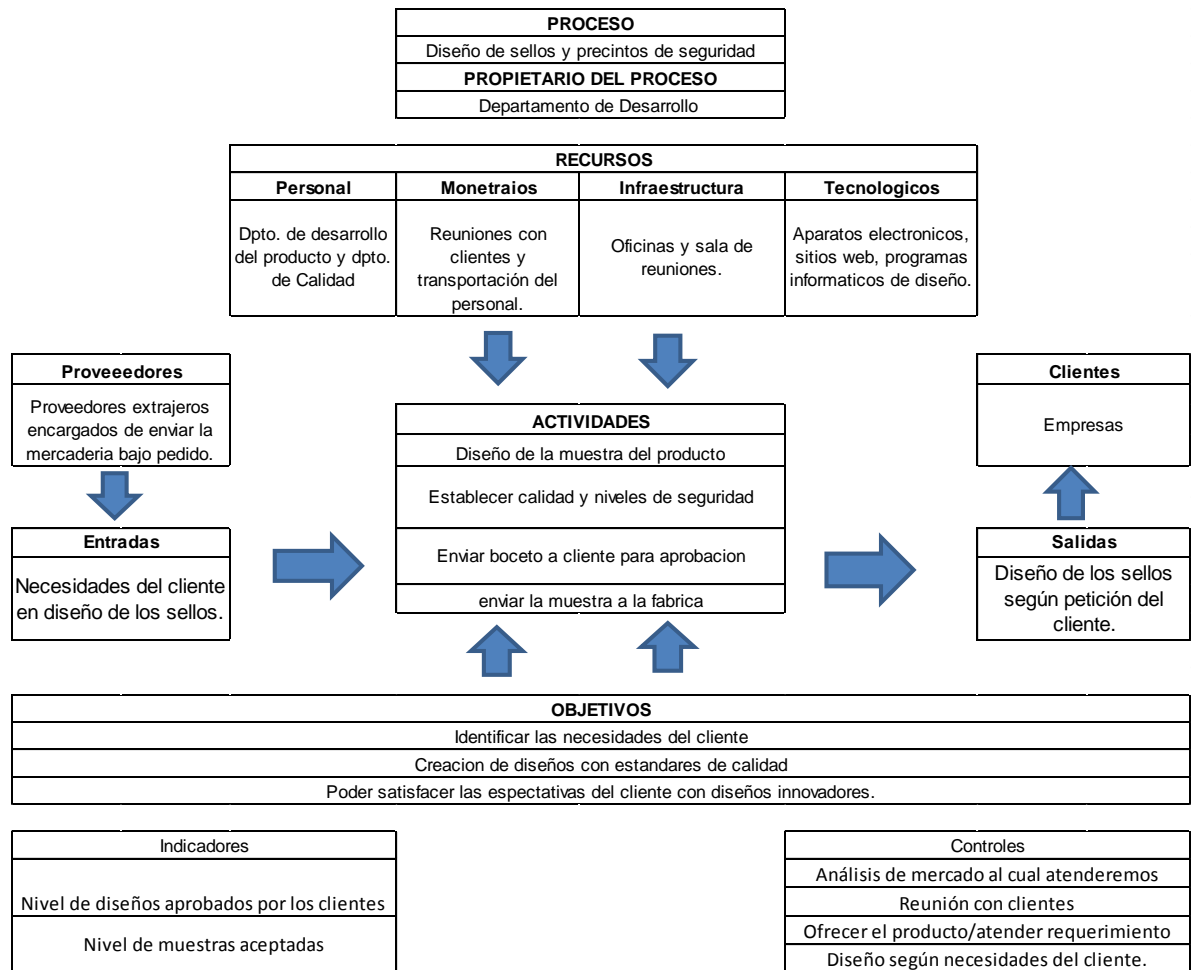 PROCESO
Diseño de sellos y precintos de seguridad
PROPIETARIO DEL PROCESO
Departamento de Desarrollo
RECURSOS
Personal
Monetraios
Infraestructura
Tecnologicos
Dpto. de desarrollo
del producto y dpto.
de Calidad
Reuniones con
clientes y
transportación del
personal.
Oficinas y sala de
reuniones.
Aparatos electronicos,
sitios web, programas
informaticos de diseño.
Proveeedores
Proveedores extrajeros
encargados de enviar la
mercaderia bajo pedido.
Entradas
Necesidades del cliente
en diseño de los sellos.
ACTIVIDADES
Diseño de la muestra del producto
Establecer calidad y niveles de seguridad
Enviar boceto a cliente para aprobacion
enviar la muestra a la fabrica
Clientes
Empresas
Salidas
Diseño de los sellos
según petición del
cliente.
OBJETIVOS
Identificar las necesidades del cliente
Creacion de diseños con estandares de calidad
Poder satisfacer las espectativas del cliente con diseños innovadores.
Indicadores
Nivel de diseños aprobados por los clientes
Nivel de muestras aceptadas
Controles
Análisis de mercado al cual atenderemos
Reunión con clientes
Ofrecer el producto/atender requerimiento
Diseño según necesidades del cliente.